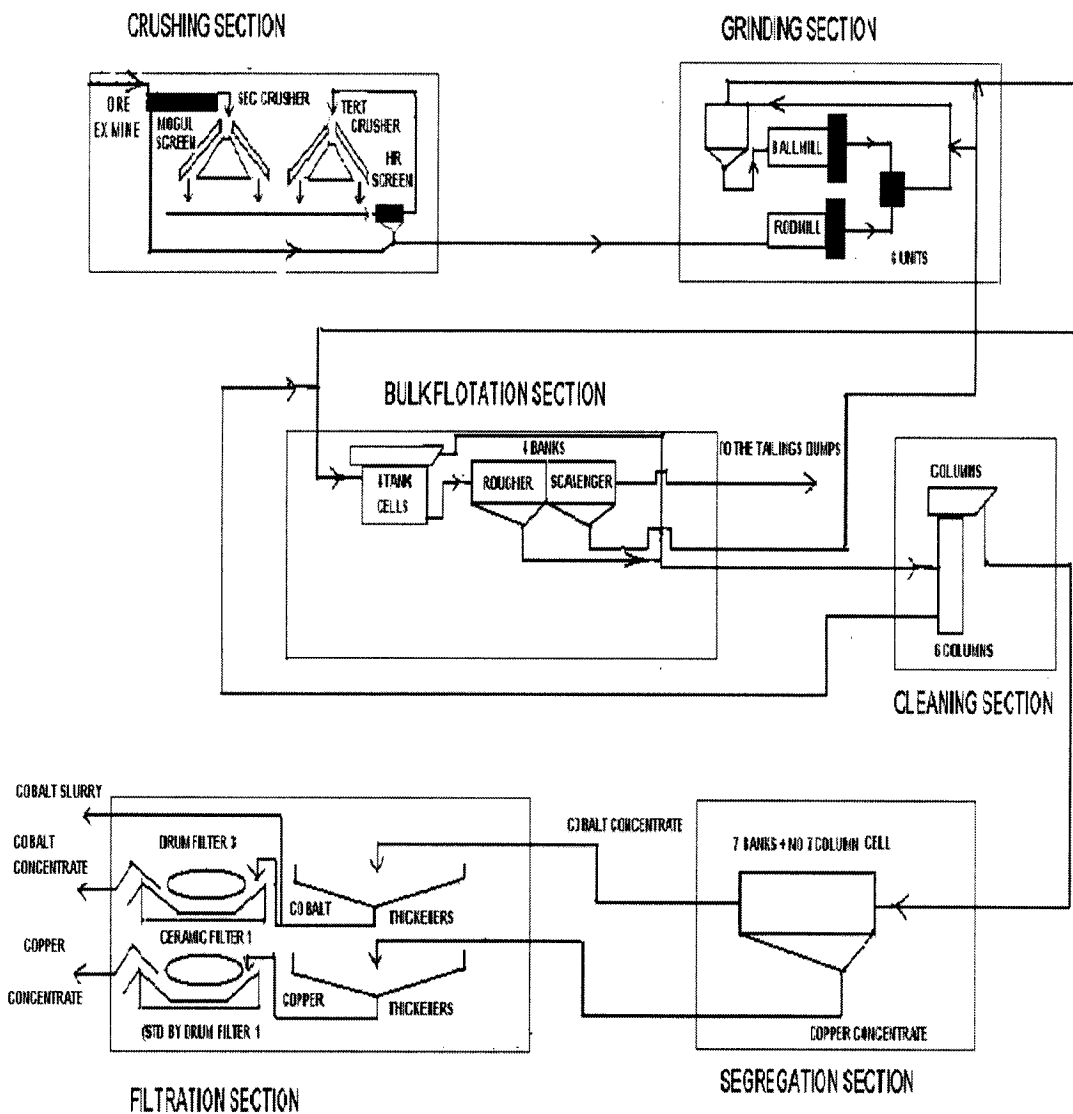 CRUSHING SECTION
GRINDING SECTION
ORE
EX MINE
MOGUL
SCREEN
SEC CRUSHER
TERT
CRUSHER
HR
SCREEN
BALLMILL
RODMILL
6 UNITS
BULK FLOTATION SECTION
4 BANKS
TO THE TAILINGS DUMPS
TANK
CELLS
ROUGHER
SCAVENGER
COLUMNS
6 COLUMNS
CLEANING SECTION
COBALT SLURRY
COBALT
CONCENTRATE
COPPER
CONCENTRATE
DRUM FILTER 3
CERAMIC FILTER 1
(STD BY DRUM FILTER 1
COBALT
THICKENERS
COPPER
THICKENERS
COBALT CONCENTRATE
7 BANKS + NO 7 COLUMN CELL
COPPER CONCENTRATE
FILTRATION SECTION
SEGREGATION SECTION